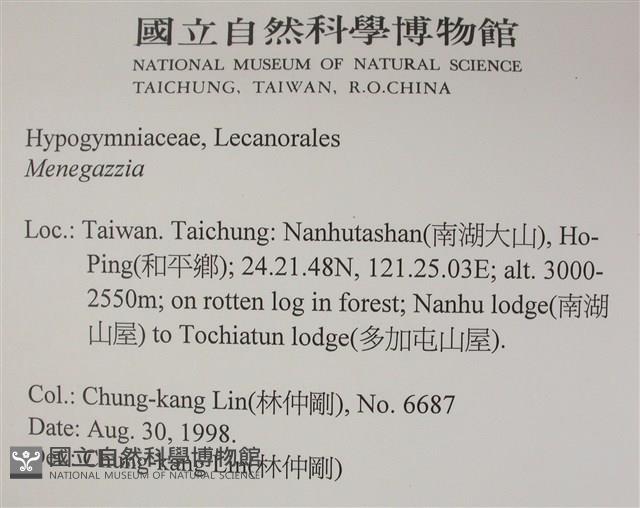 國立自然科學博物館
NATIONAL MUSEUM OF NATURAL SCIENCE
TAICHUNG, TAIWAN, R.O.CHINA
Hypogymniaceae, Lecanorales
Menegazzia
Loc.: Taiwan. Taichung: Nanhutashan(南湖大山), Ho-
Ping(和平鄉); 24.21.48N, 121.25.03E; alt. 3000-
2550m; on rotten log in forest; Nanhu lodge(南湖
山屋) to Tochiatun lodge(多加屯山屋).
Col.: Chung-kang Lin(林仲剛), No. 6687
Date: Aug. 30, 1998.
Det.: Chung-kang Lin(林仲剛)
國立自然科學博物館
NATIONAL MUSEUM OF NATURAL SCIENCE